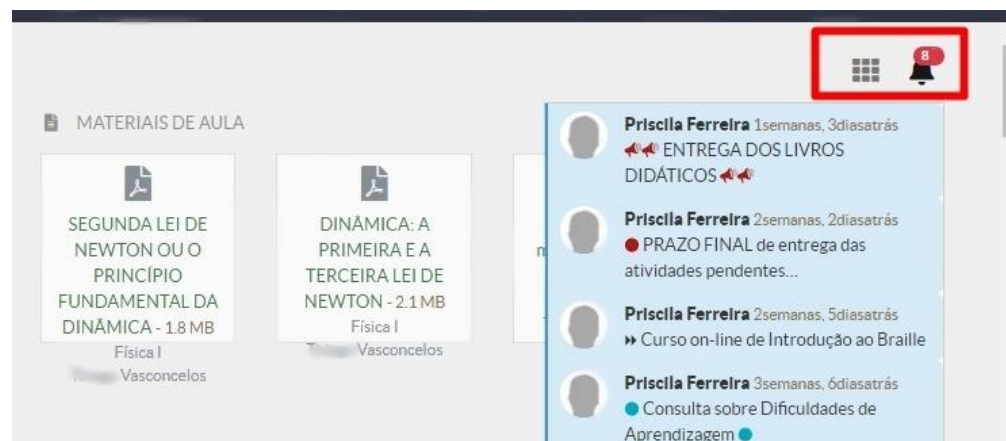 8
MATERIAIS DE AULA
SEGUNDA LEI DE
NEWTON OU O
PRINCÍPIO
FUNDAMENTAL DA
DINÂMICA - 1.8 MB
Física I
Vasconcelos
DINÂMICA: A
PRIMEIRA E A
TERCEIRA LEI DE
NEWTON - 2.1 MB
Física I
Vasconcelos
Priscila Ferreira 1semanas, 3diasatrás
ENTREGA DOS LIVROS
DIDÁTICOS
Priscila Ferreira 2semanas, 2diasatrás
PRAZO FINAL de entrega das
atividades pendentes...
Priscila Ferreira 2semanas, 5diasatrás
Curso on-line de Introdução ao Braille
Priscila Ferreira 3semanas, 6diasatrás
Consulta sobre Dificuldades de
Aprendizagem